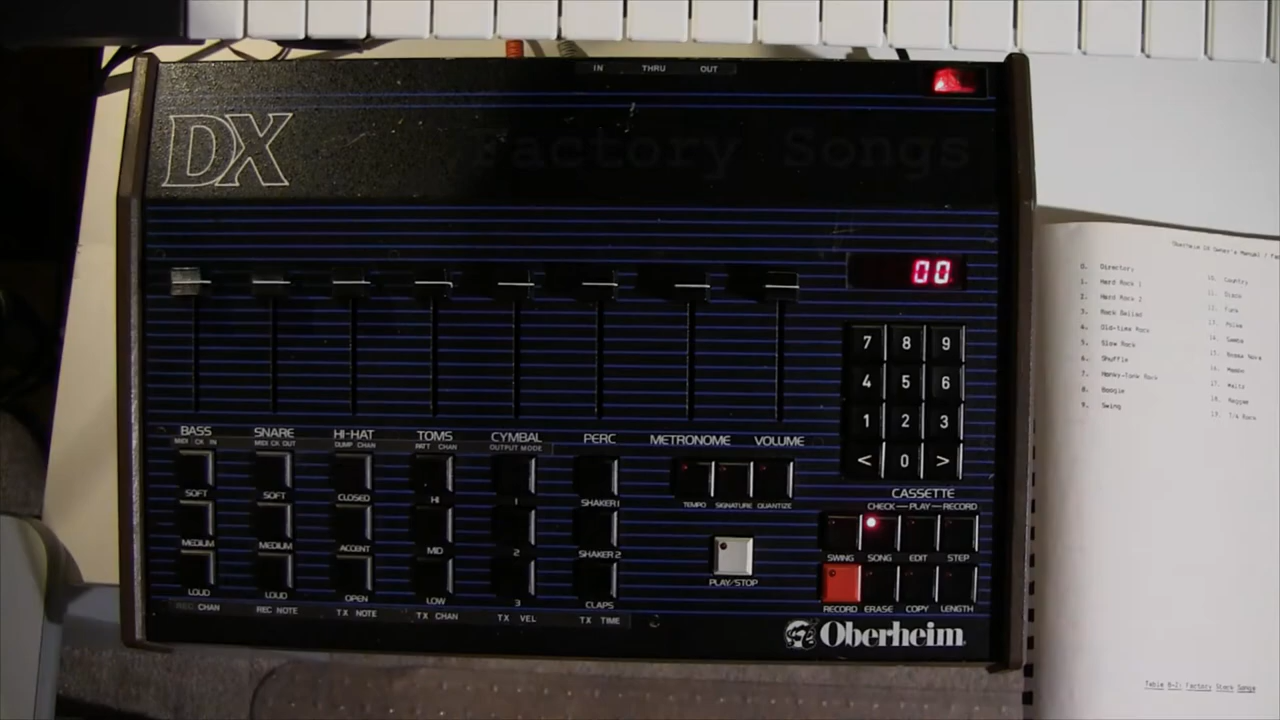 IN THRU OUT
DX
Factory Songs
00
7 8 9
4 5 6
1 2 3
< 0 >
BASS SNARE HI-HAT TOMS CYMBAL PERC METRONOME VOLUME
MIDI CK IN MIDI CK OUT DUMP CHAN PATT CHAN OUTPUT MODE
SOFT SOFT CLOSED HI 1 SHAKER 1
MEDIUM MEDIUM ACCENT MID 2 SHAKER 2
LOUD LOUD OPEN LOW 3 CLAPS
REC CHAN REC NOTE TX NOTE TX CHAN TX VEL TX TIME
TEMPO SIGNATURE QUANTIZE
PLAY/STOP
CASSETTE
CHECK—PLAY—RECORD
SWING SONG EDIT STEP
RECORD ERASE COPY LENGTH
Oberheim
Oberheim DX Owner's Manual
0. Directory
1. Hard Rock 1
2. Hard Rock 2
3. Rock Ballad
4. Old-time Rock
5. Slow Rock
6. Shuffle
7. Honky-Tonk Rock
8. Boogie
9. Swing
10. Country
11. Disco
12. Funk
13. Polka
14. Samba
15. Bossa Nova
16. Mambo
17. Waltz
18. Reggae
19. 7/4 Rock
Factory Stock Songs